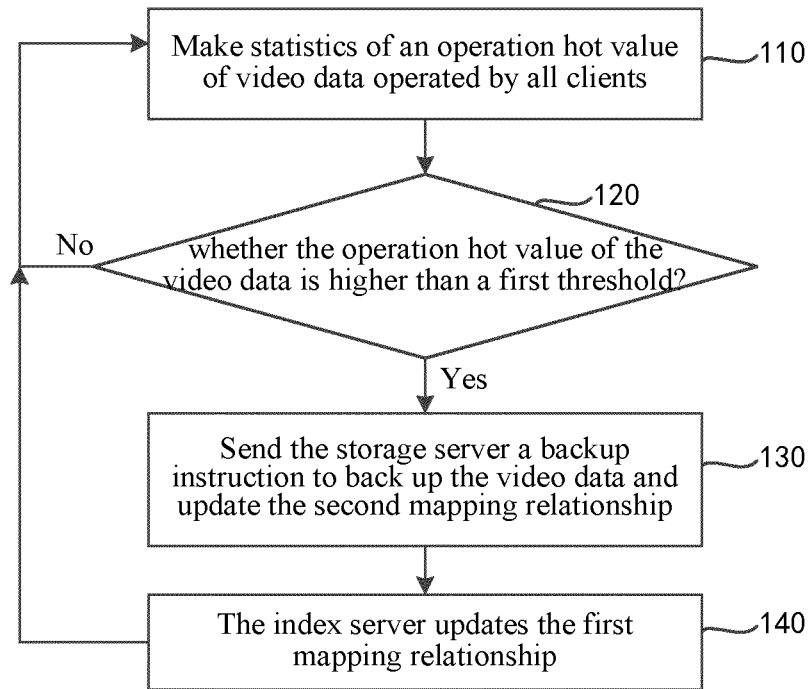 Make statistics of an operation hot value
of video data operated by all clients
110
120
No
whether the operation hot value of the
video data is higher than a first threshold?
Yes
Send the storage server a backup
instruction to back up the video data and
update the second mapping relationship
130
The index server updates the first
mapping relationship
140